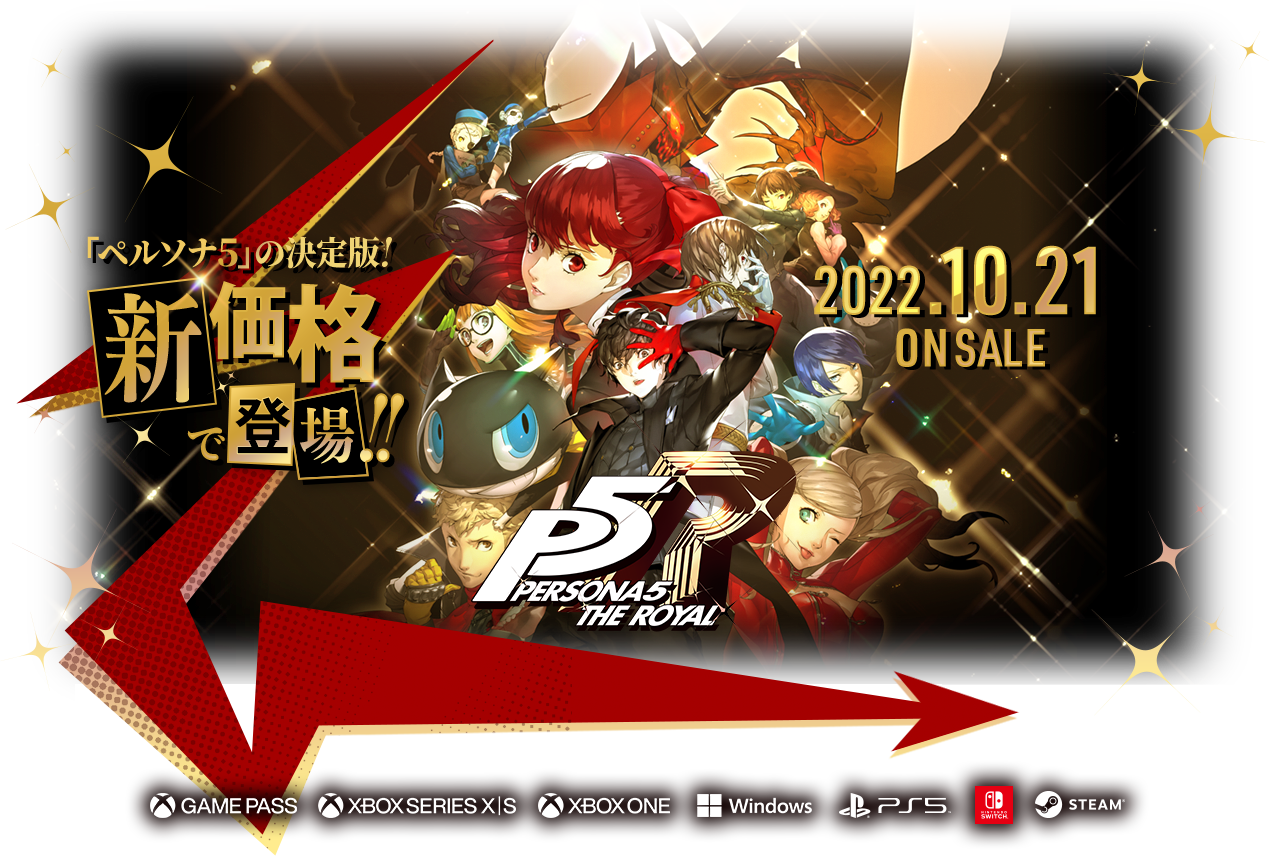 「ペルソナ5」の決定版!
新価格
で登場!!
2022.10.21
ON SALE
P5R
PERSONA5
THE ROYAL
GAME PASS
XBOX SERIES X|S
XBOX ONE
Windows
PS5
NINTENDO
SWITCH
STEAM